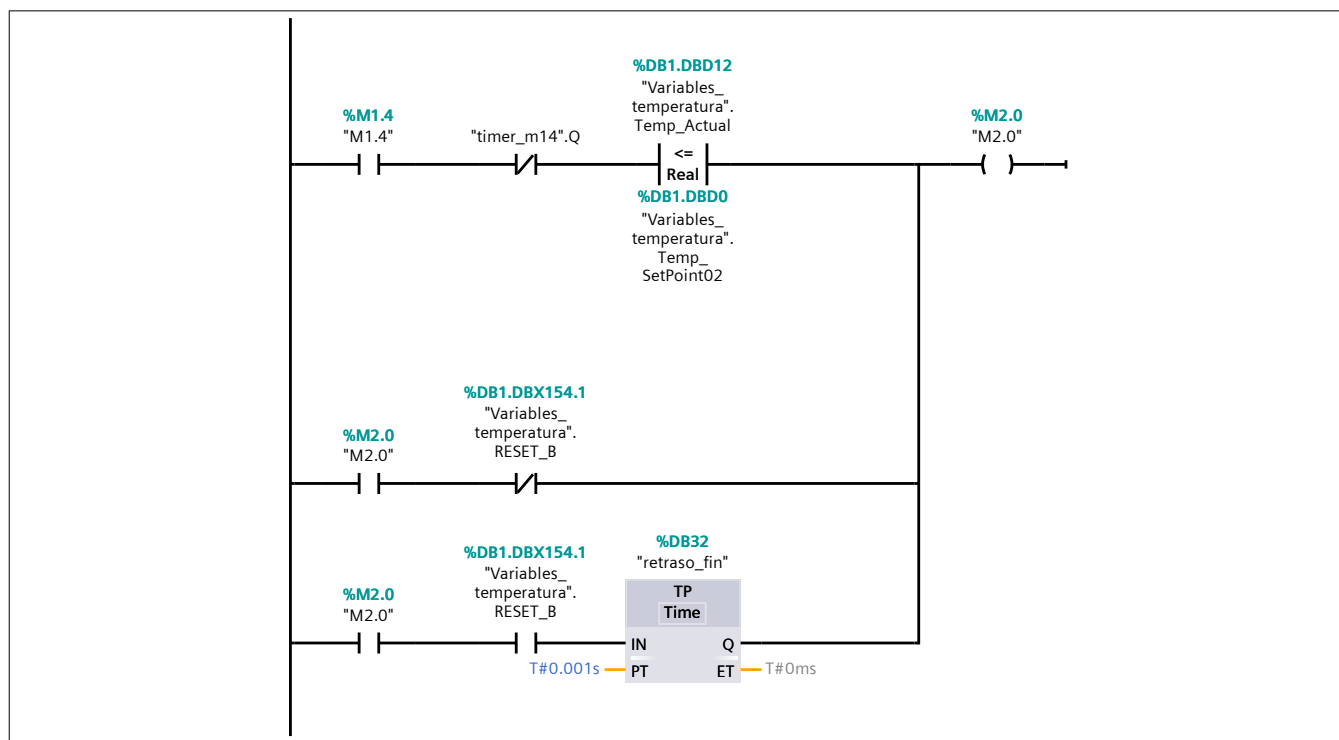 %DB1.DBD12
"Variables_
temperatura".
Temp_Actual
%M1.4
"M1.4"
"timer_m14".Q
<=
Real
%M2.0
"M2.0"
%DB1.DBD0
"Variables_
temperatura".
Temp_
SetPoint02
%DB1.DBX154.1
"Variables_
temperatura".
RESET_B
%M2.0
"M2.0"
%DB1.DBX154.1
"Variables_
temperatura".
RESET_B
%M2.0
"M2.0"
%DB32
"retraso_fin"
TP
Time
IN Q
T#0.001s PT ET T#0ms